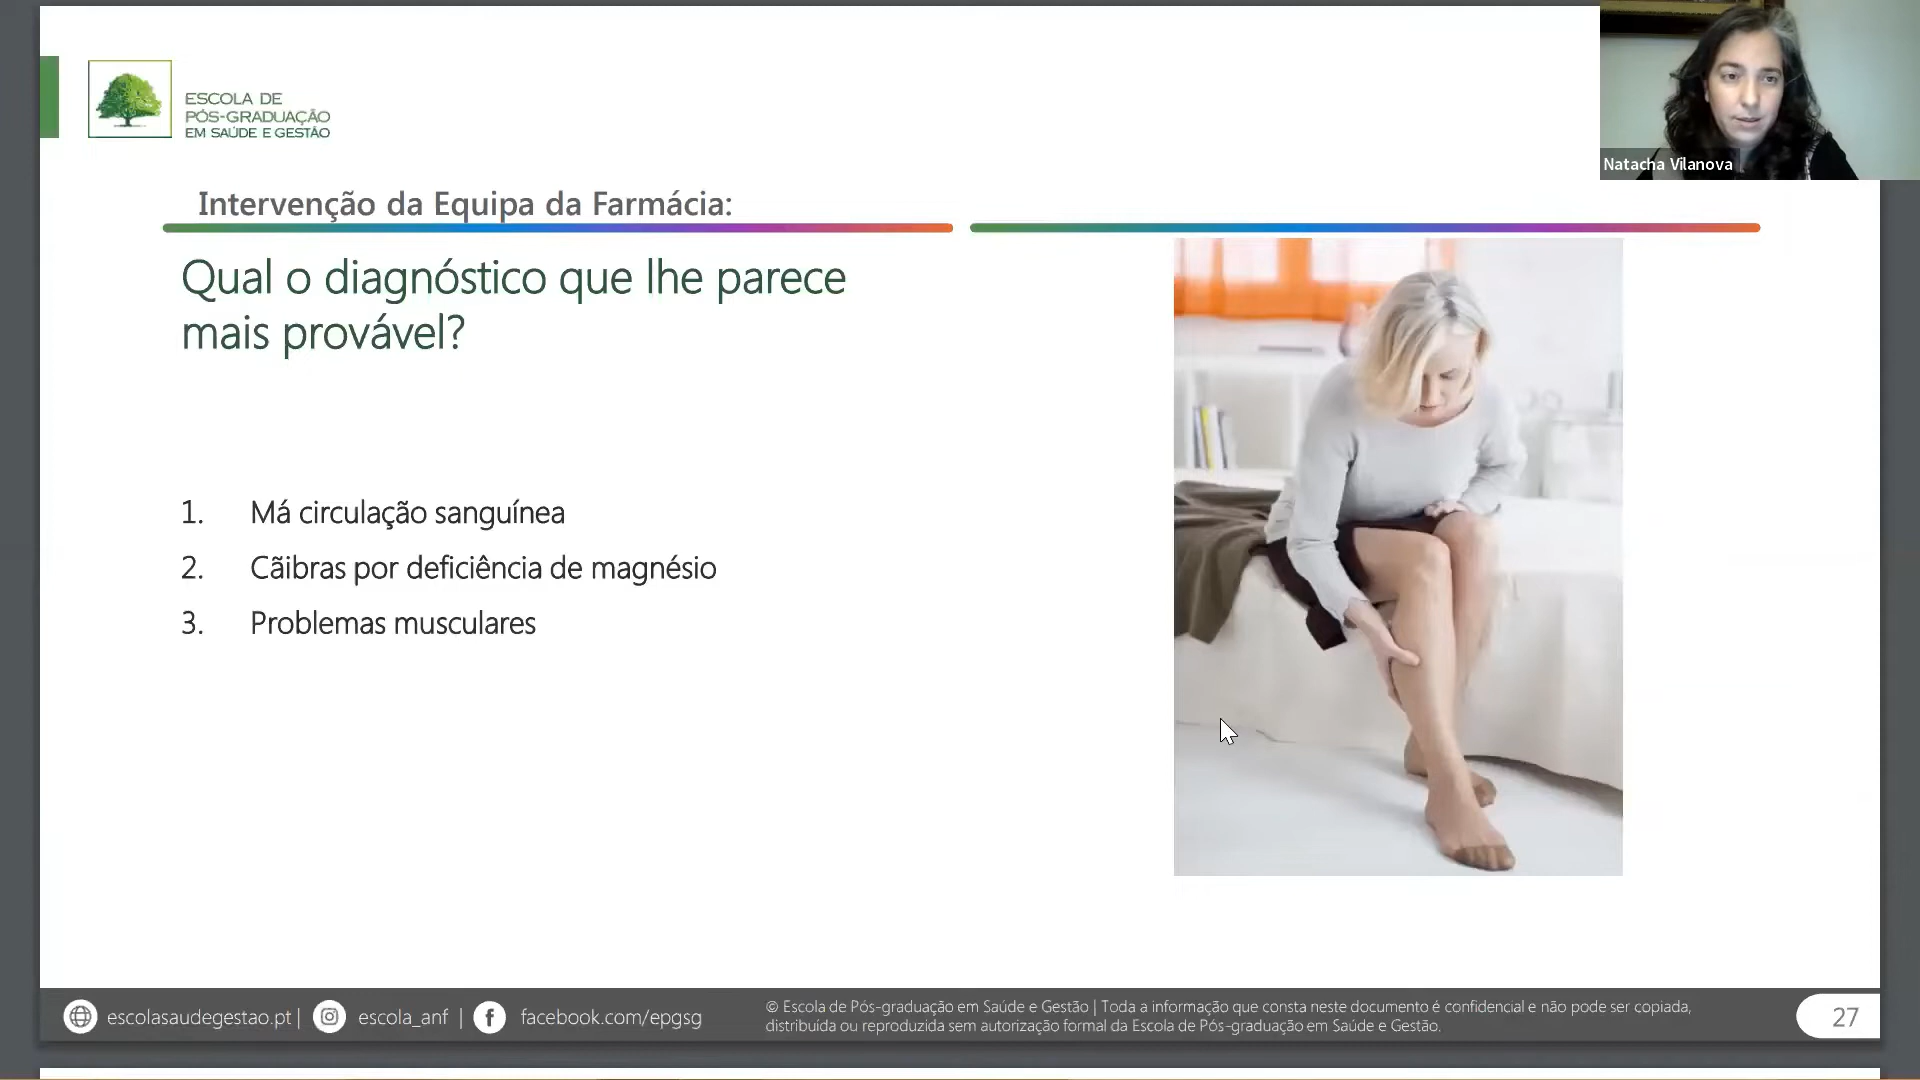 ESCOLA DE
PÓS-GRADUAÇÃO
EM SAÚDE E GESTÃO
Natacha Vilanova
Intervenção da Equipa da Farmácia:
Qual o diagnóstico que lhe parece
mais provável?
1. Má circulação sanguínea
2. Cãibras por deficiência de magnésio
3. Problemas musculares
escolasaudegestao.pt | escola_anf | facebook.com/epgsg
© Escola de Pós-graduação em Saúde e Gestão | Toda a informação que consta neste documento é confidencial e não pode ser copiada,
distribuída ou reproduzida sem autorização formal da Escola de Pós-graduação em Saúde e Gestão.
27